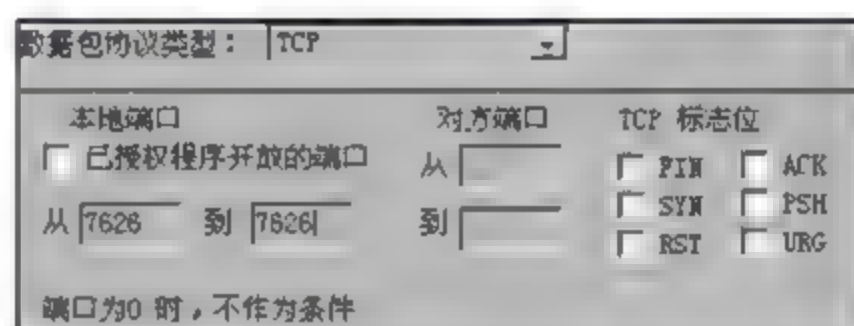 数据包协议类型： TCP
本地端口 对方端口 TCP 标志位
已授权程序开放的端口 从 FIN ACK
从 7626 到 7626 到 SYN PSH
RST URG
端口为0 时，不作为条件